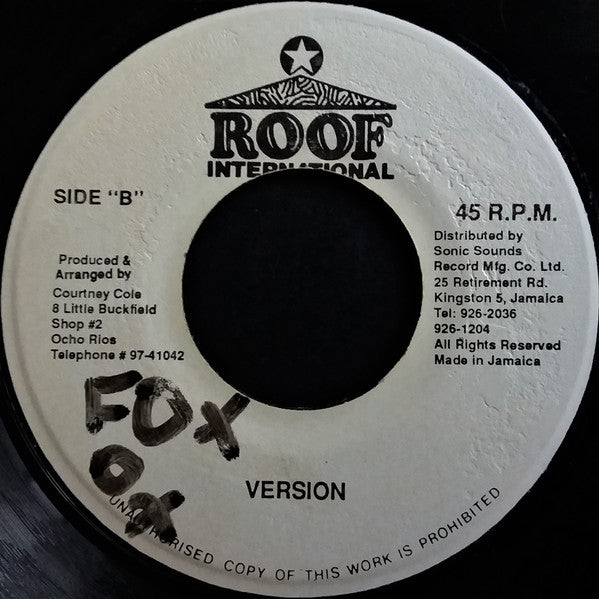 ROOF
INTERNATIONAL
SIDE "B"
45 R.P.M.
Produced &
Arranged by
Courtney Cole
8 Little Buckfield
Shop #2
Ocho Rios
Telephone # 97-41042
Distributed by
Sonic Sounds
Record Mfg. Co. Ltd.
25 Retirement Rd.
Kingston 5, Jamaica
Tel: 926-2036
926-1204
All Rights Reserved
Made in Jamaica
FOX
OX
VERSION
UNAUTHORISED COPY OF THIS WORK IS PROHIBITED